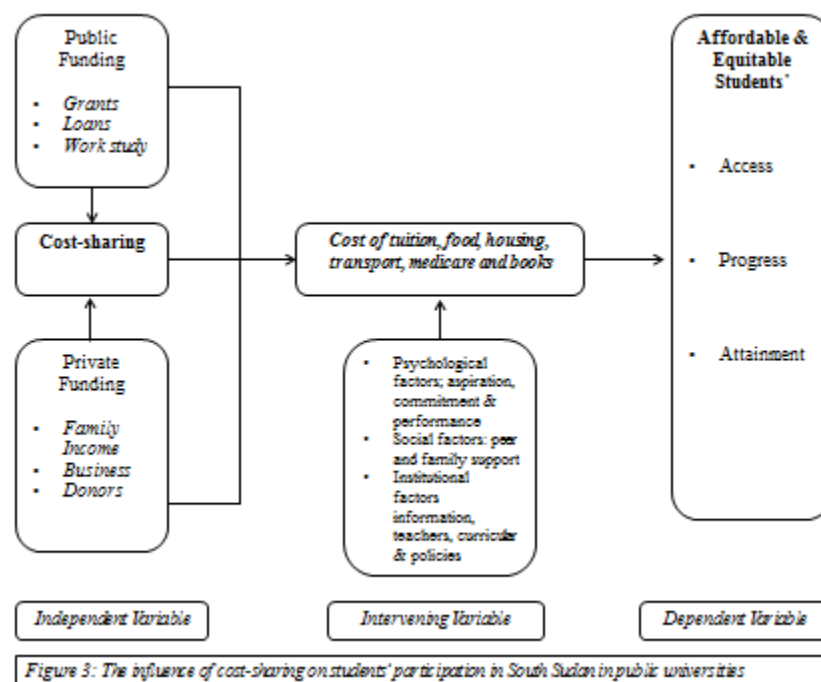 Public
Funding
▪ Grants
▪ Loans
▪ Work study
Cost-sharing
Private
Funding
▪ Family
Income
▪ Business
▪ Donors
Cost of tuition, food, housing,
transport, medicare and books
▪ Psychological
factors; aspiration,
commitment &
performance
▪ Social factors: peer
and family support
▪ Institutional
factors
information,
teachers, curricular
& policies
Affordable &
Equitable
Students'
▪ Access
▪ Progress
▪ Attainment
Independent Variable
Intervening Variable
Dependent Variable
Figure 3: The influence of cost-sharing on students' participation in South Sudan in public universities